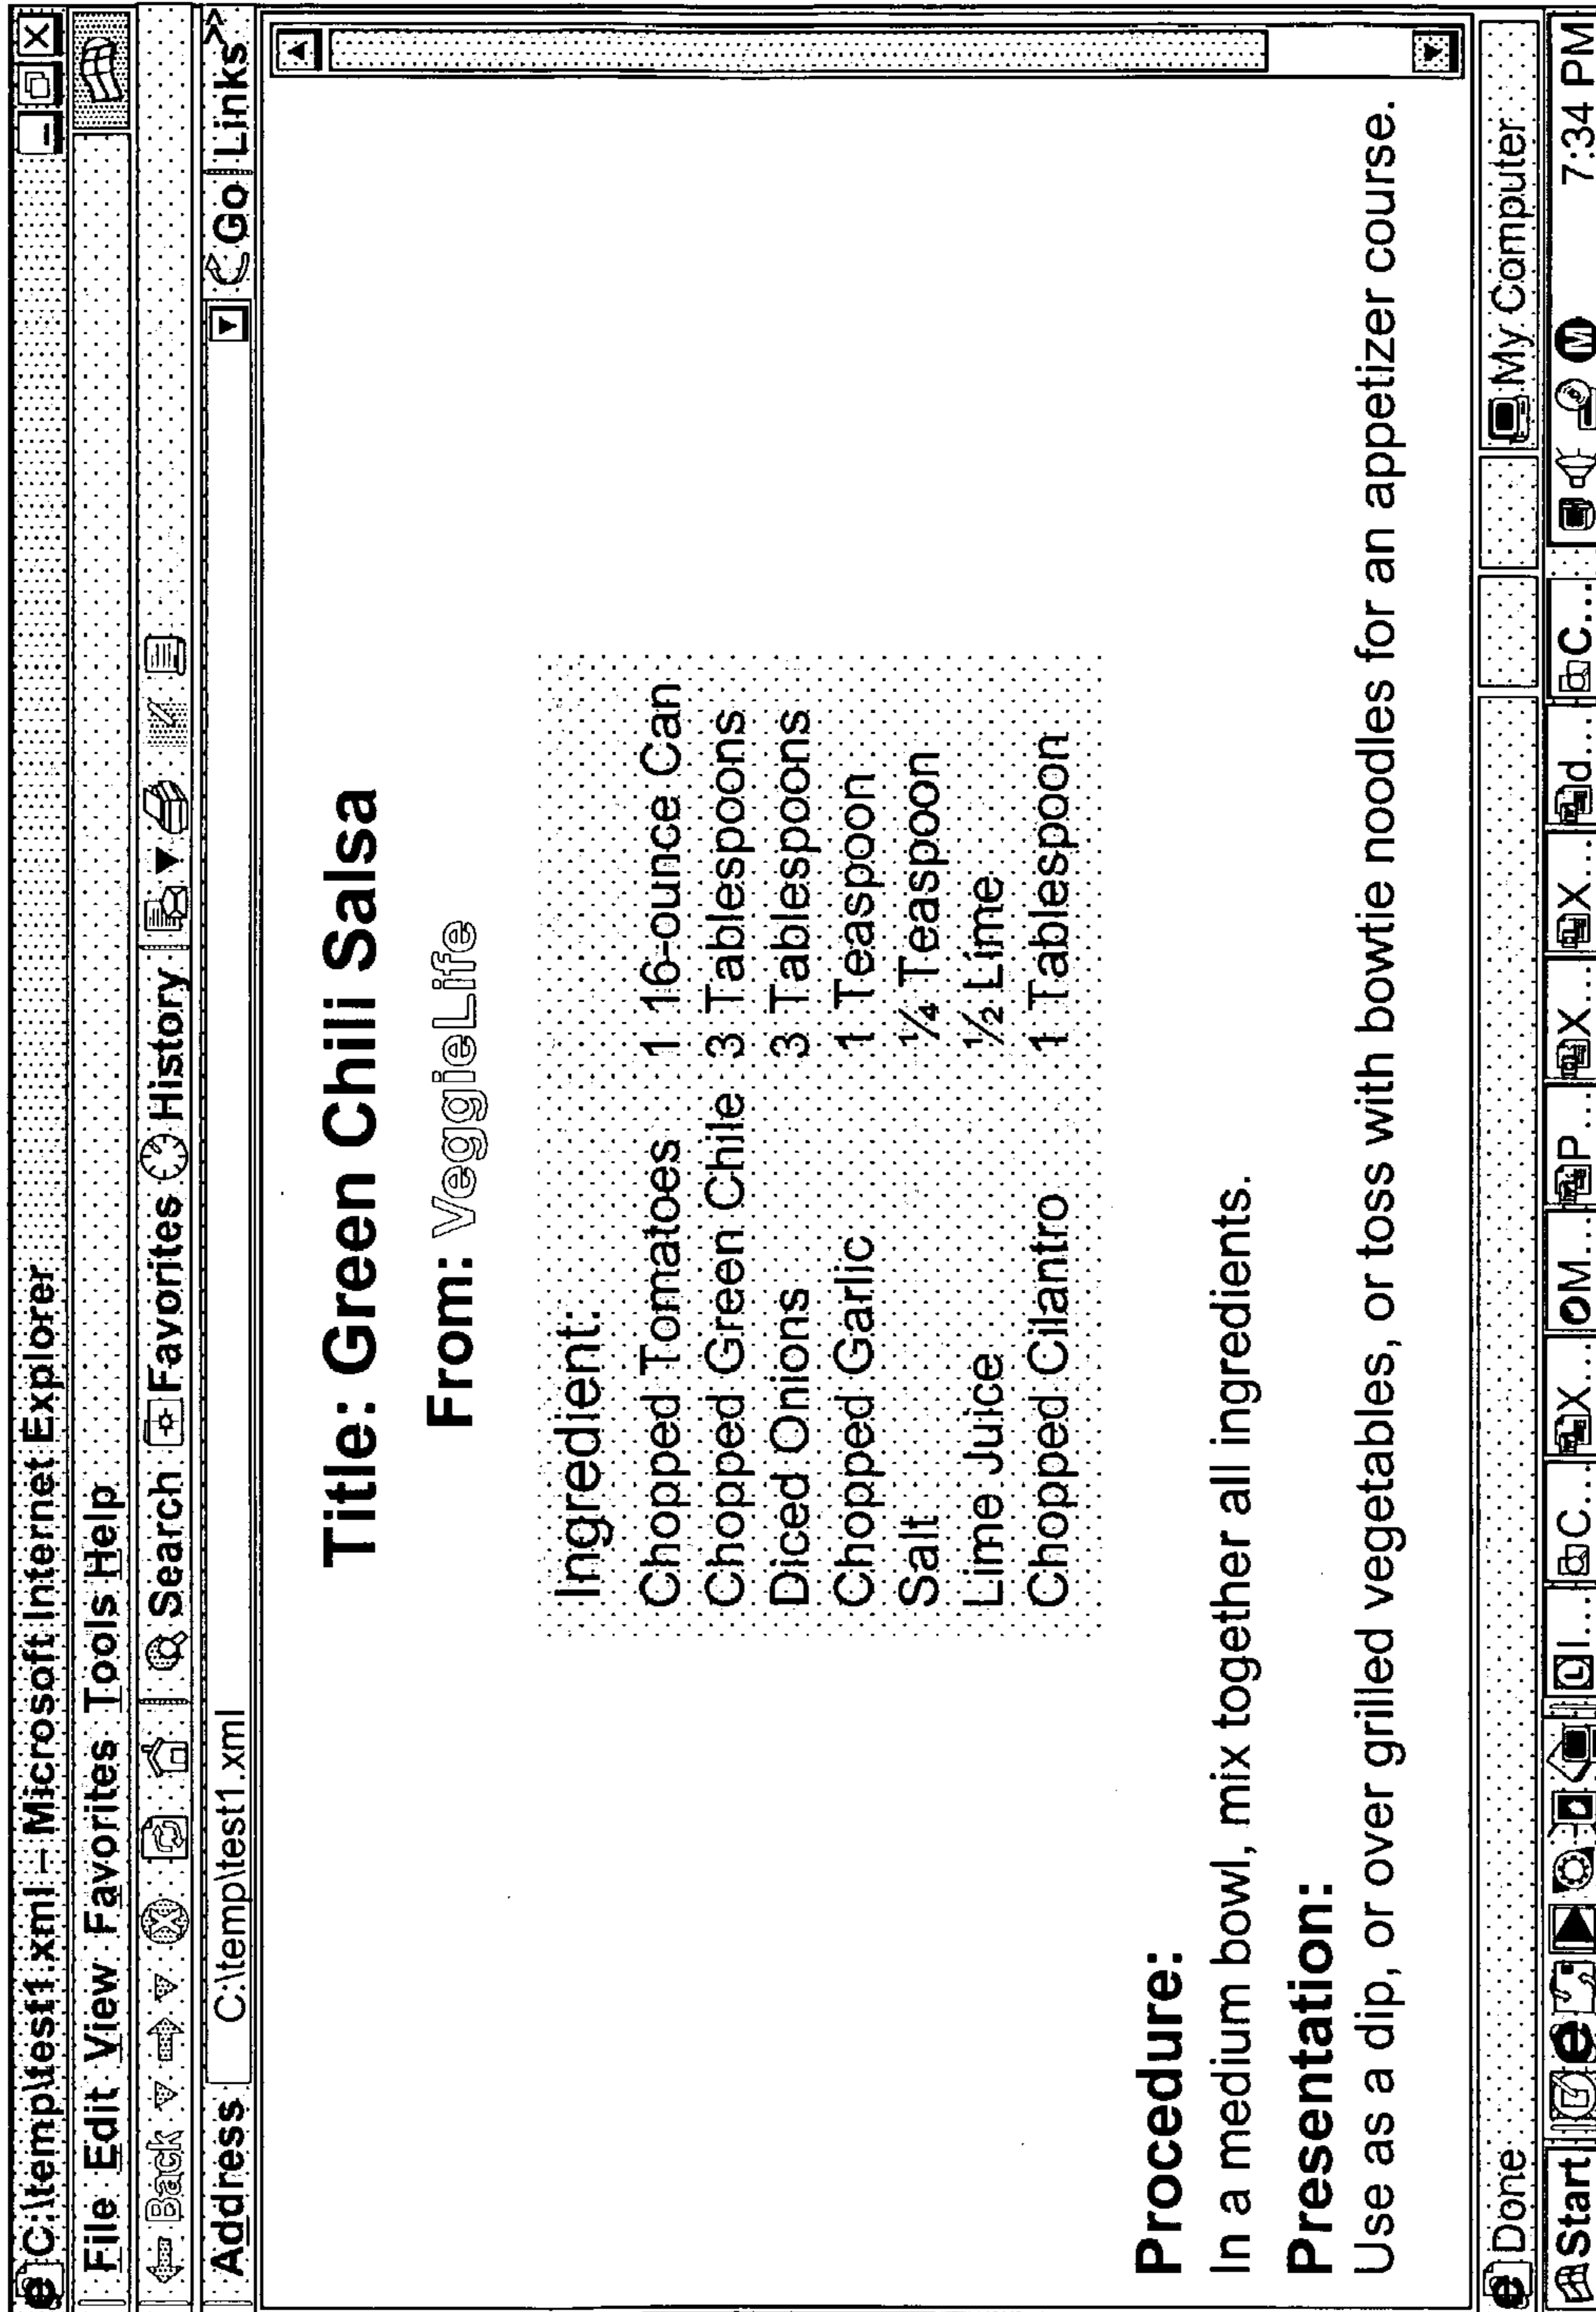 C:\temp\test1.xml – Microsoft Internet Explorer
File Edit View Favorites Tools Help
Back Search Favorites History
Address C:\temp\test1.xml Go Links >>
Title: Green Chili Salsa
From: VeggieLife
Ingredient:
Chopped Tomatoes 1 16-ounce Can
Chopped Green Chile 3 Tablespoons
Diced Onions 3 Tablespoons
Chopped Garlic 1 Teaspoon
Salt ¼ Teaspoon
Lime Juice ½ Lime
Chopped Cilantro 1 Tablespoon
Procedure:
In a medium bowl, mix together all ingredients.
Presentation:
Use as a dip, or over grilled vegetables, or toss with bowtie noodles for an appetizer course.
Done My Computer
Start I... C... X... M... P... X... X... d... C... M 7:34 PM